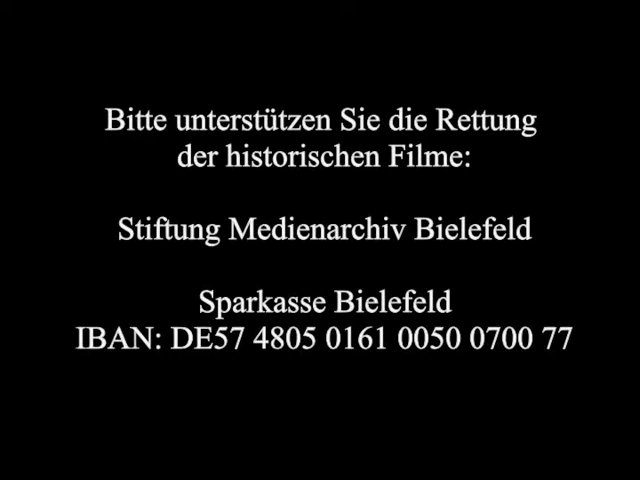 Bitte unterstützen Sie die Rettung
der historischen Filme:
Stiftung Medienarchiv Bielefeld
Sparkasse Bielefeld
IBAN: DE57 4805 0161 0050 0700 77